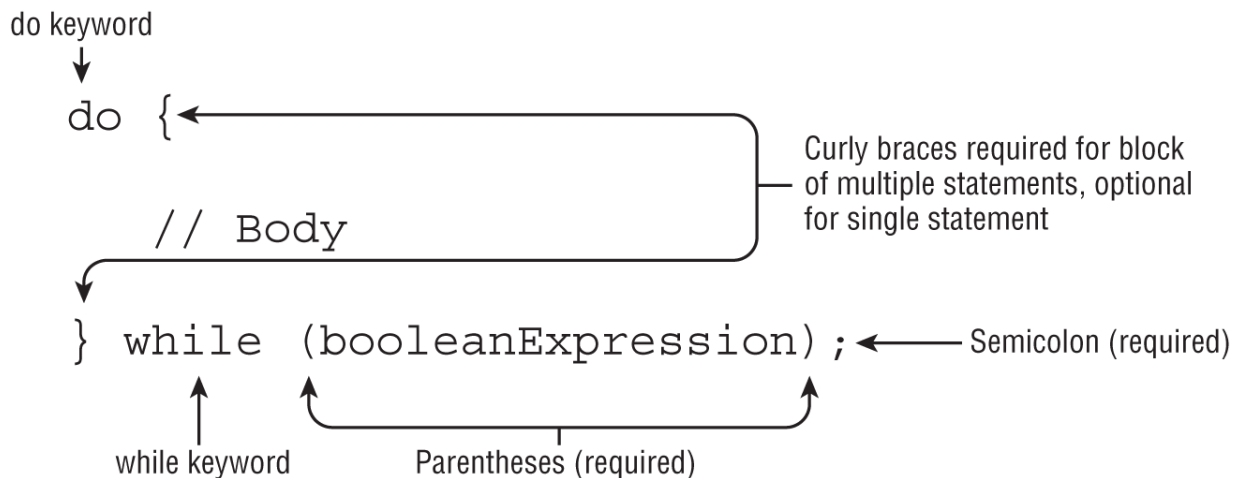 do keyword
do {
Curly braces required for block
of multiple statements, optional
for single statement
// Body
} while (booleanExpression);
Semicolon (required)
while keyword
Parentheses (required)